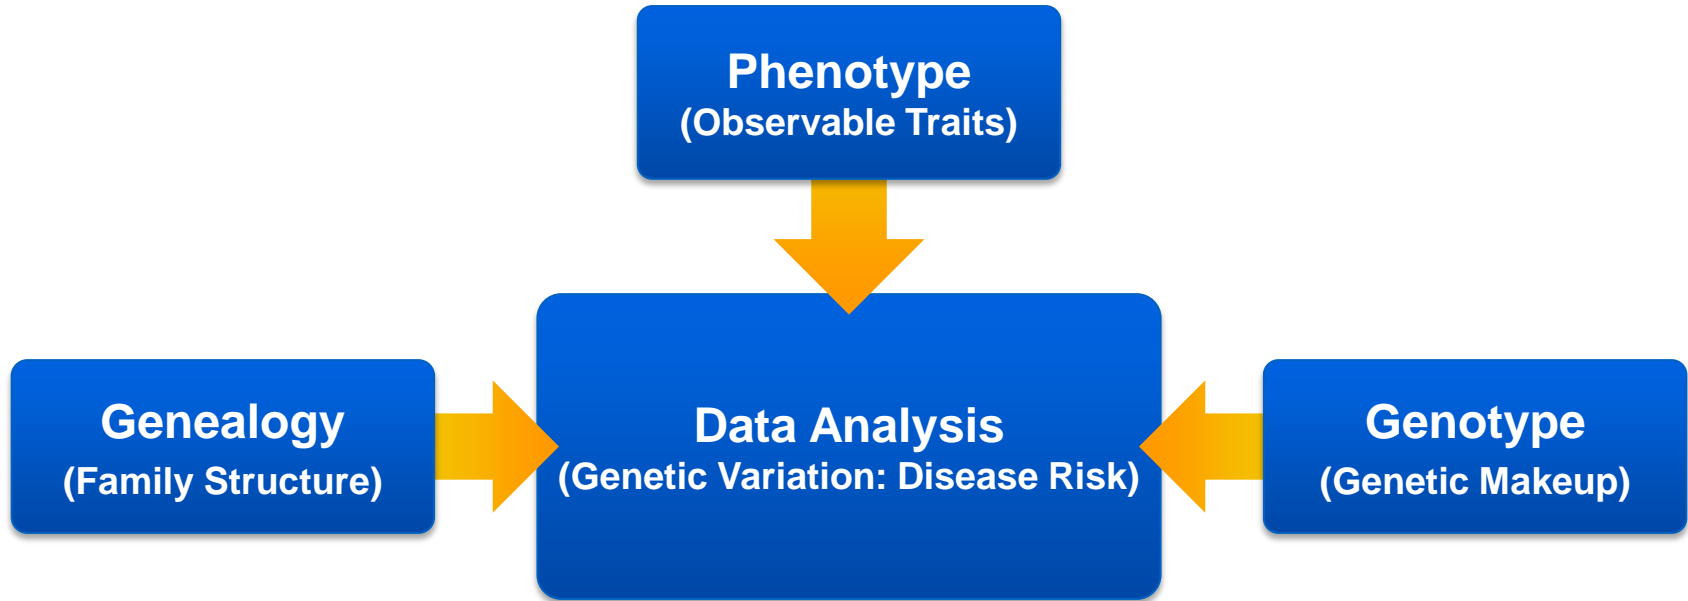 Phenotype
(Observable Traits)
Genealogy
(Family Structure)
Data Analysis
(Genetic Variation: Disease Risk)
Genotype
(Genetic Makeup)